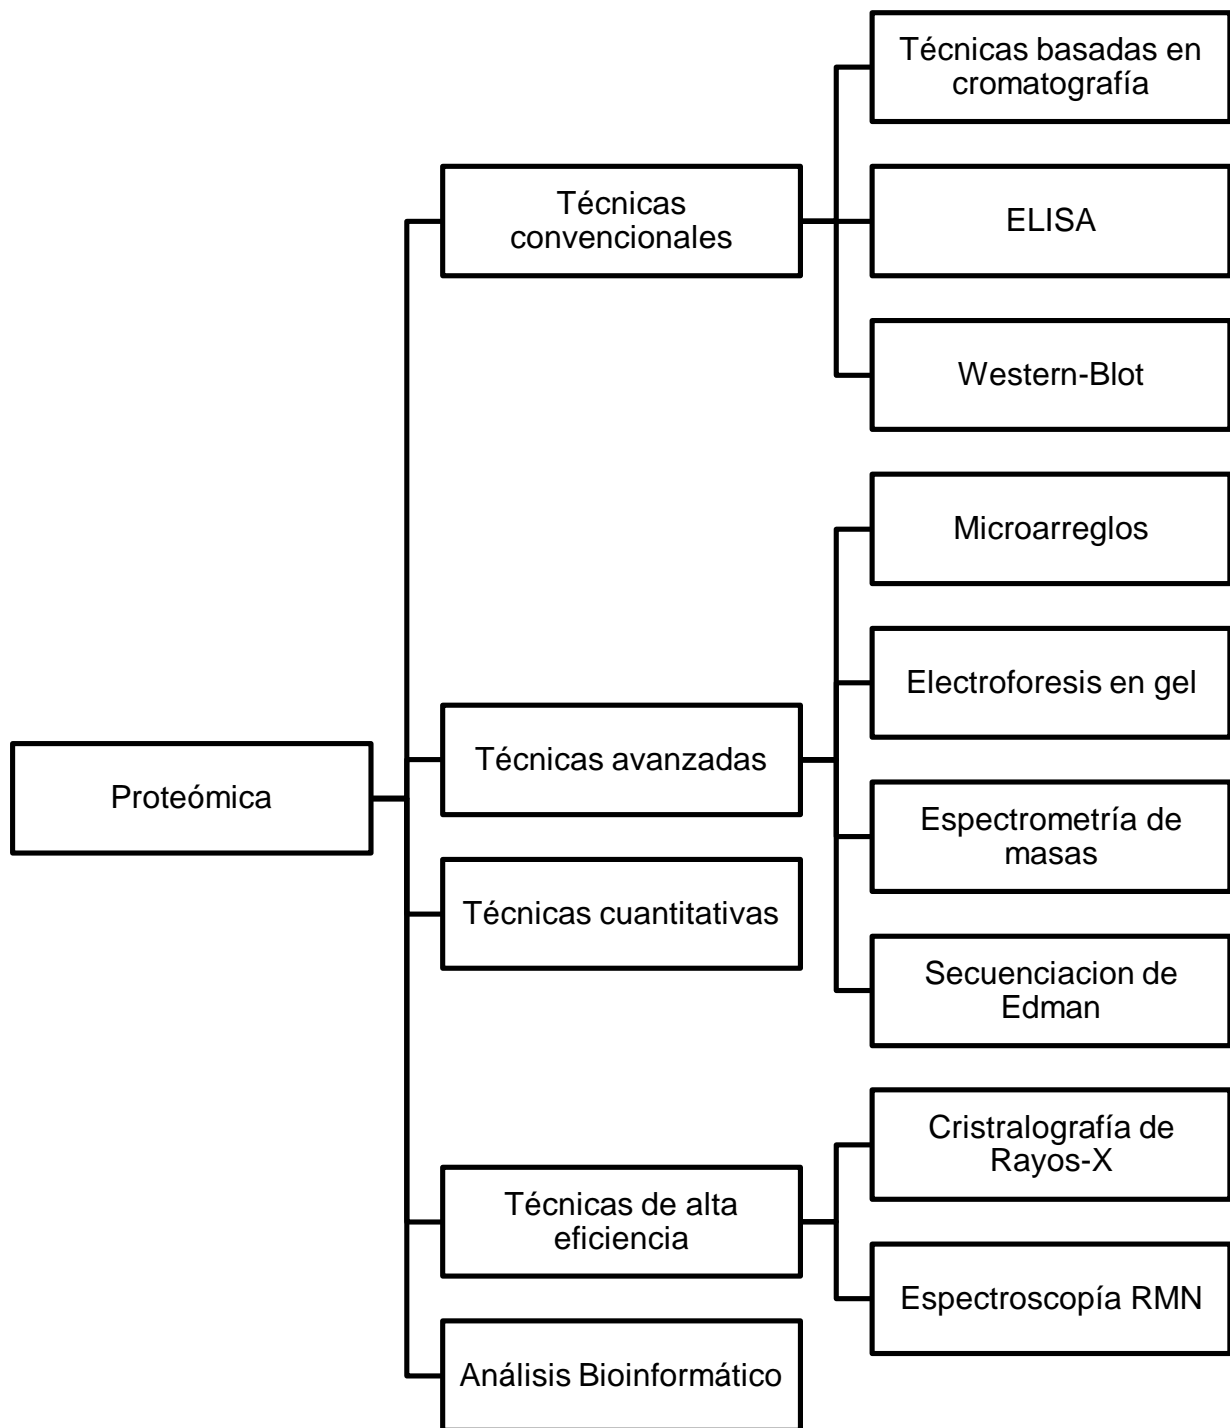 Proteómica
Técnicas
convencionales
Técnicas basadas en
cromatografía
ELISA
Western-Blot
Técnicas avanzadas
Microarreglos
Electroforesis en gel
Espectrometría de
masas
Secuenciacion de
Edman
Técnicas cuantitativas
Técnicas de alta
eficiencia
Cristralografía de
Rayos-X
Espectroscopía RMN
Análisis Bioinformático